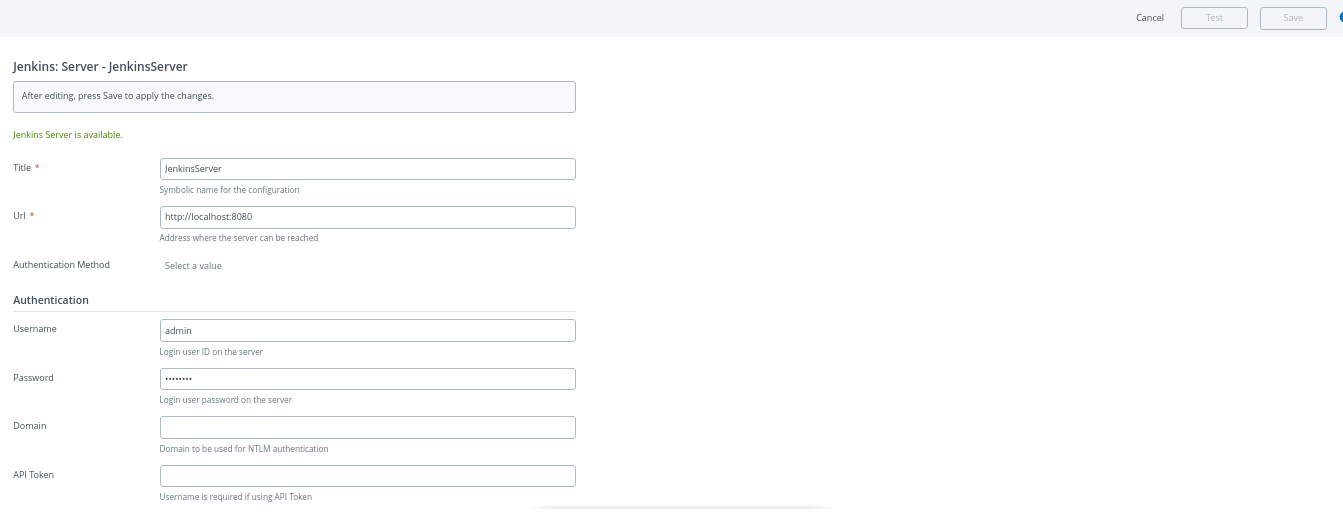 Cancel Test Save
Jenkins: Server - JenkinsServer
After editing, press Save to apply the changes.
Jenkins Server is available.
Title * JenkinsServer
Symbolic name for the configuration
Url * http://localhost:8080
Address where the server can be reached
Authentication Method Select a value
Authentication
Username admin
Login user ID on the server
Password ••••••••
Login user password on the server
Domain
Domain to be used for NTLM authentication
API Token
Username is required if using API Token